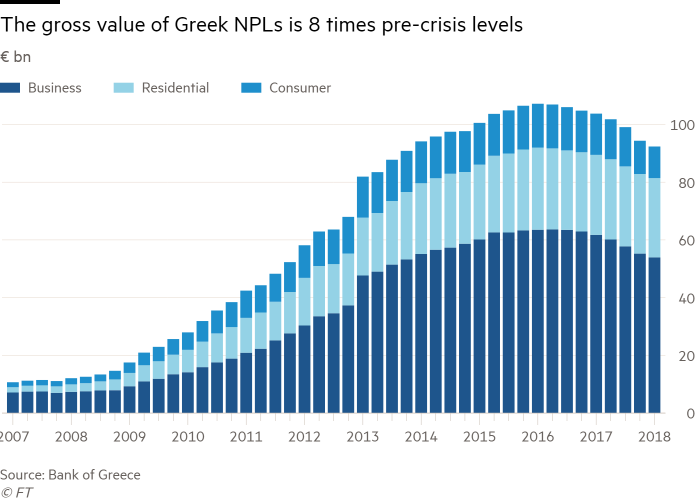 The gross value of Greek NPLs is 8 times pre-crisis levels
€ bn
Business Residential Consumer
100
80
60
40
20
0
2007 2008 2009 2010 2011 2012 2013 2014 2015 2016 2017 2018
Source: Bank of Greece
© FT